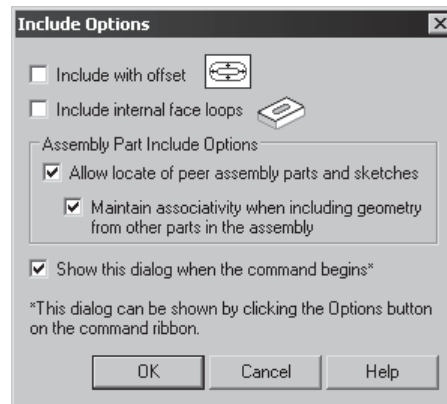 Include Options
Include with offset
Include internal face loops
Assembly Part Include Options
Allow locate of peer assembly parts and sketches
Maintain associativity when including geometry
from other parts in the assembly
Show this dialog when the command begins*
*This dialog can be shown by clicking the Options button
on the command ribbon.
OK Cancel Help